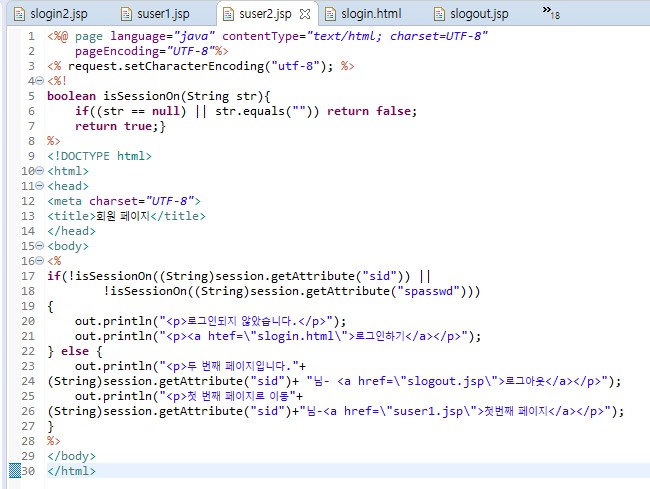 slogin2.jsp suser1.jsp suser2.jsp slogin.html slogout.jsp »18
1 <%@ page language="java" contentType="text/html; charset=UTF-8"
2     pageEncoding="UTF-8"%>
3 <% request.setCharacterEncoding("utf-8"); %>
4 <%!
5 boolean isSessionOn(String str){
6     if((str == null) || str.equals("")) return false;
7     return true;}
8 %>
9 <!DOCTYPE html>
10 <html>
11 <head>
12 <meta charset="UTF-8">
13 <title>회원 페이지</title>
14 </head>
15 <body>
16 <%
17 if(!isSessionOn((String)session.getAttribute("sid")) ||
18         !isSessionOn((String)session.getAttribute("spasswd")))
19 {
20     out.println("<p>로그인되지 않았습니다.</p>");
21     out.println("<p><a htef=\"slogin.html\">로그인하기</a></p>");
22 } else {
23     out.println("<p>두 번째 페이지입니다."+
24 (String)session.getAttribute("sid")+ "님- <a href=\"slogout.jsp\">로그아웃</a></p>");
25     out.println("<p>첫 번째 페이지로 이동"+
26 (String)session.getAttribute("sid")+"님-<a href=\"suser1.jsp\">첫번째 페이지</a></p>");
27 }
28 %>
29 </body>
30 </html>